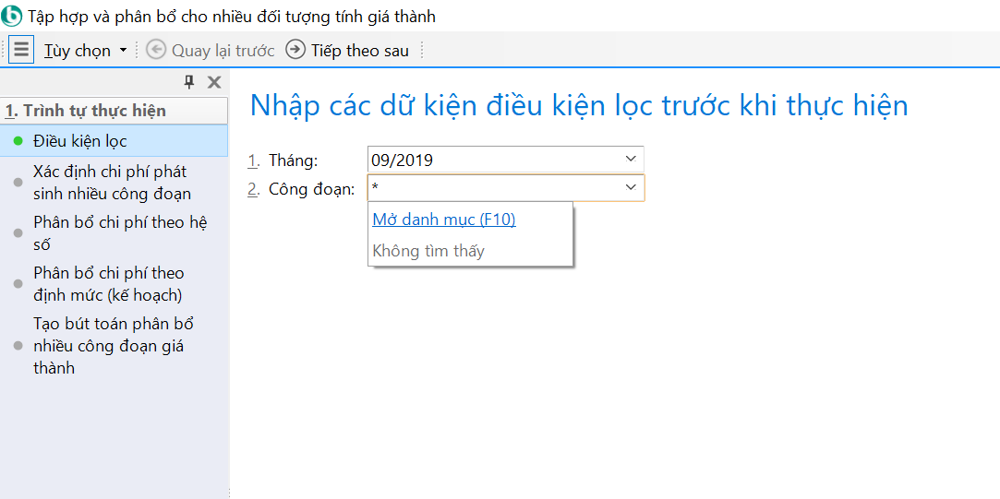 Tập hợp và phân bổ cho nhiều đối tượng tính giá thành
Tùy chọn Quay lại trước Tiếp theo sau
1. Trình tự thực hiện
Điều kiện lọc
Xác định chi phí phát
sinh nhiều công đoạn
Phân bổ chi phí theo hệ
số
Phân bổ chi phí theo
định mức (kế hoạch)
Tạo bút toán phân bổ
nhiều công đoạn giá
thành
Nhập các dữ kiện điều kiện lọc trước khi thực hiện
1. Tháng: 09/2019
2. Công đoạn: *
Mở danh mục (F10)
Không tìm thấy